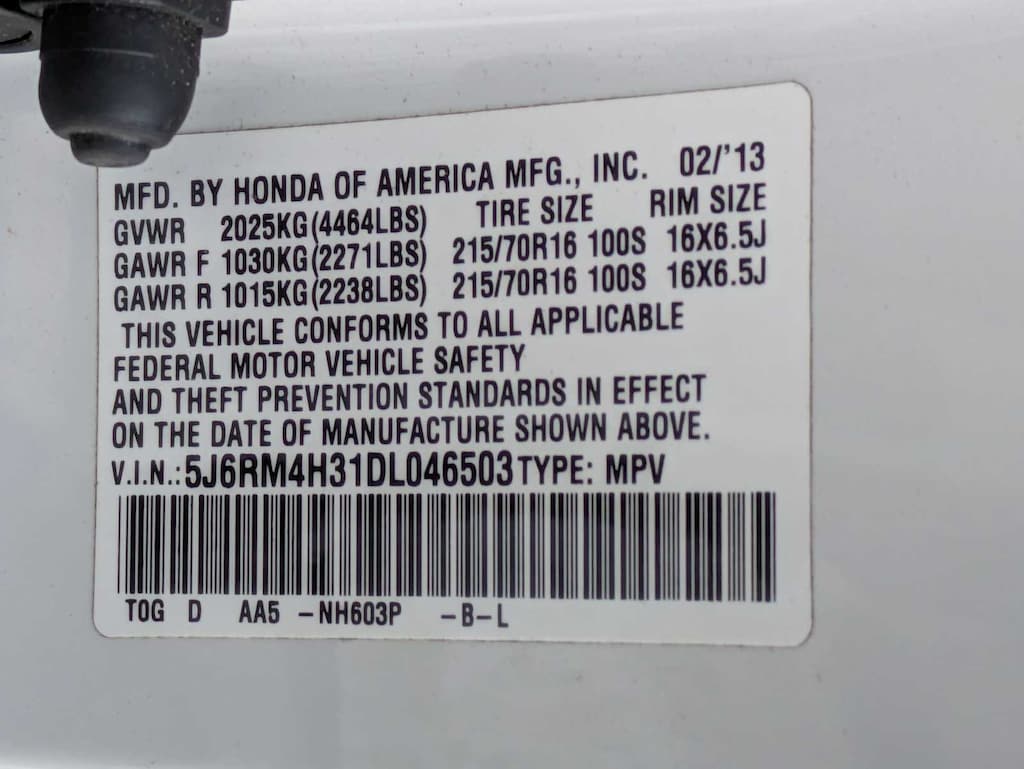 MFD. BY HONDA OF AMERICA MFG., INC. 02/'13
GVWR 2025KG(4464LBS) TIRE SIZE RIM SIZE
GAWR F 1030KG(2271LBS) 215/70R16 100S 16X6.5J
GAWR R 1015KG(2238LBS) 215/70R16 100S 16X6.5J
THIS VEHICLE CONFORMS TO ALL APPLICABLE
FEDERAL MOTOR VEHICLE SAFETY
AND THEFT PREVENTION STANDARDS IN EFFECT
ON THE DATE OF MANUFACTURE SHOWN ABOVE.
V.I.N.: 5J6RM4H31DL046503 TYPE: MPV
TOG D AA5 -NH603P -B-L